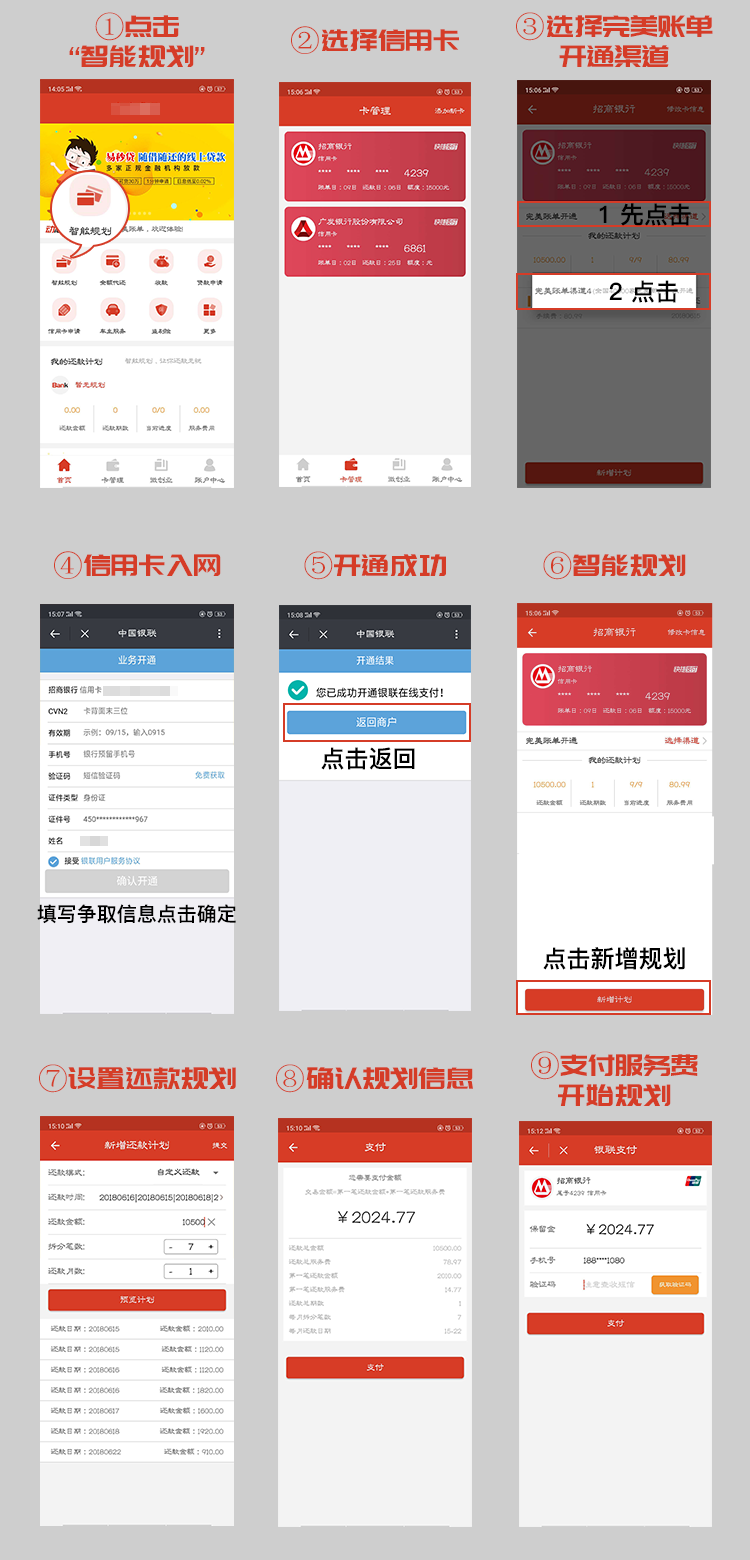 ①点击
“智能规划”
②选择信用卡
③选择完美账单
开通渠道
14:05
易秒贷 随借随还的线上贷款
多家正规金融机构放款
智能规划
账单，欢迎体验!
智能规划
全额代还
收款
贷款申请
信用卡申请
车主服务
更多
我的还款计划
Bank
暂无规划
0.00
0
0/0
0.00
还款金额
还款期数
当前进度
服务费用
首页
卡管理
微创业
账户中心
15:06
卡管理
添加新卡
招商银行
信用卡
**** **** **** 4239
账单日：09日 还款日：06日 额度：15000元
广发银行股份有限公司
信用卡
**** **** **** 6861
账单日：02日 还款日：25日 额度：元
首页
卡管理
微创业
账户中心
15:06
招商银行
修改卡信息
招商银行
信用卡
**** **** **** 4239
账单日：09日 还款日：06日 额度：15000元
完美账单开通
1 先点击
我的还款计划
10500.00
1
9/9
80.99
完美账单渠道4
2 点击
新增计划
④信用卡入网
⑤开通成功
⑥智能规划
15:07
中国银联
业务开通
招商银行 信用卡
CVN2 卡背面末三位
有效期 示例：09/15，输入0915
手机号 银行预留手机号
验证码 短信验证码 免费获取
证件类型 身份证
证件号 450************967
姓名
接受 银联用户服务协议
确认开通
填写争取信息点击确定
15:08
中国银联
开通结果
您已成功开通银联在线支付！
返回商户
点击返回
15:06
招商银行
修改卡信息
招商银行
信用卡
**** **** **** 4239
账单日：09日 还款日：06日 额度：15000元
完美账单开通
选择渠道
我的还款计划
10500.00
1
9/9
80.99
还款金额
还款期数
当前进度
服务费用
点击新增规划
新增计划
⑦设置还款规划
⑧确认规划信息
⑨支付服务费
开始规划
15:10
新增还款计划
提交
还款模式: 自定义还款
还款时间: 20180616|20180615|20180618|2
还款金额: 10500
拆分笔数: - 7 +
还款月数: - 1 +
预览计划
还款日期：20180615 还款金额：2010.00
还款日期：20180615 还款金额：1120.00
还款日期：20180616 还款金额：1120.00
还款日期：20180616 还款金额：1820.00
还款日期：20180617 还款金额：1600.00
还款日期：20180618 还款金额：1920.00
还款日期：20180622 还款金额：910.00
15:10
支付
您需要支付金额
交易金额=第一笔还款金额+第一笔还款服务费
￥2024.77
还款总金额 10500.00
还款总服务费 78.97
第一笔还款金额 2010.00
第一笔还款服务费 14.77
还款总期数 1
每月拆分笔数 7
每月还款日期 15-22
支付
15:12
银联支付
招商银行
尾号4239 信用卡
保留金 ￥2024.77
手机号 188****1080
验证码 注意查收短信 获取验证码
支付